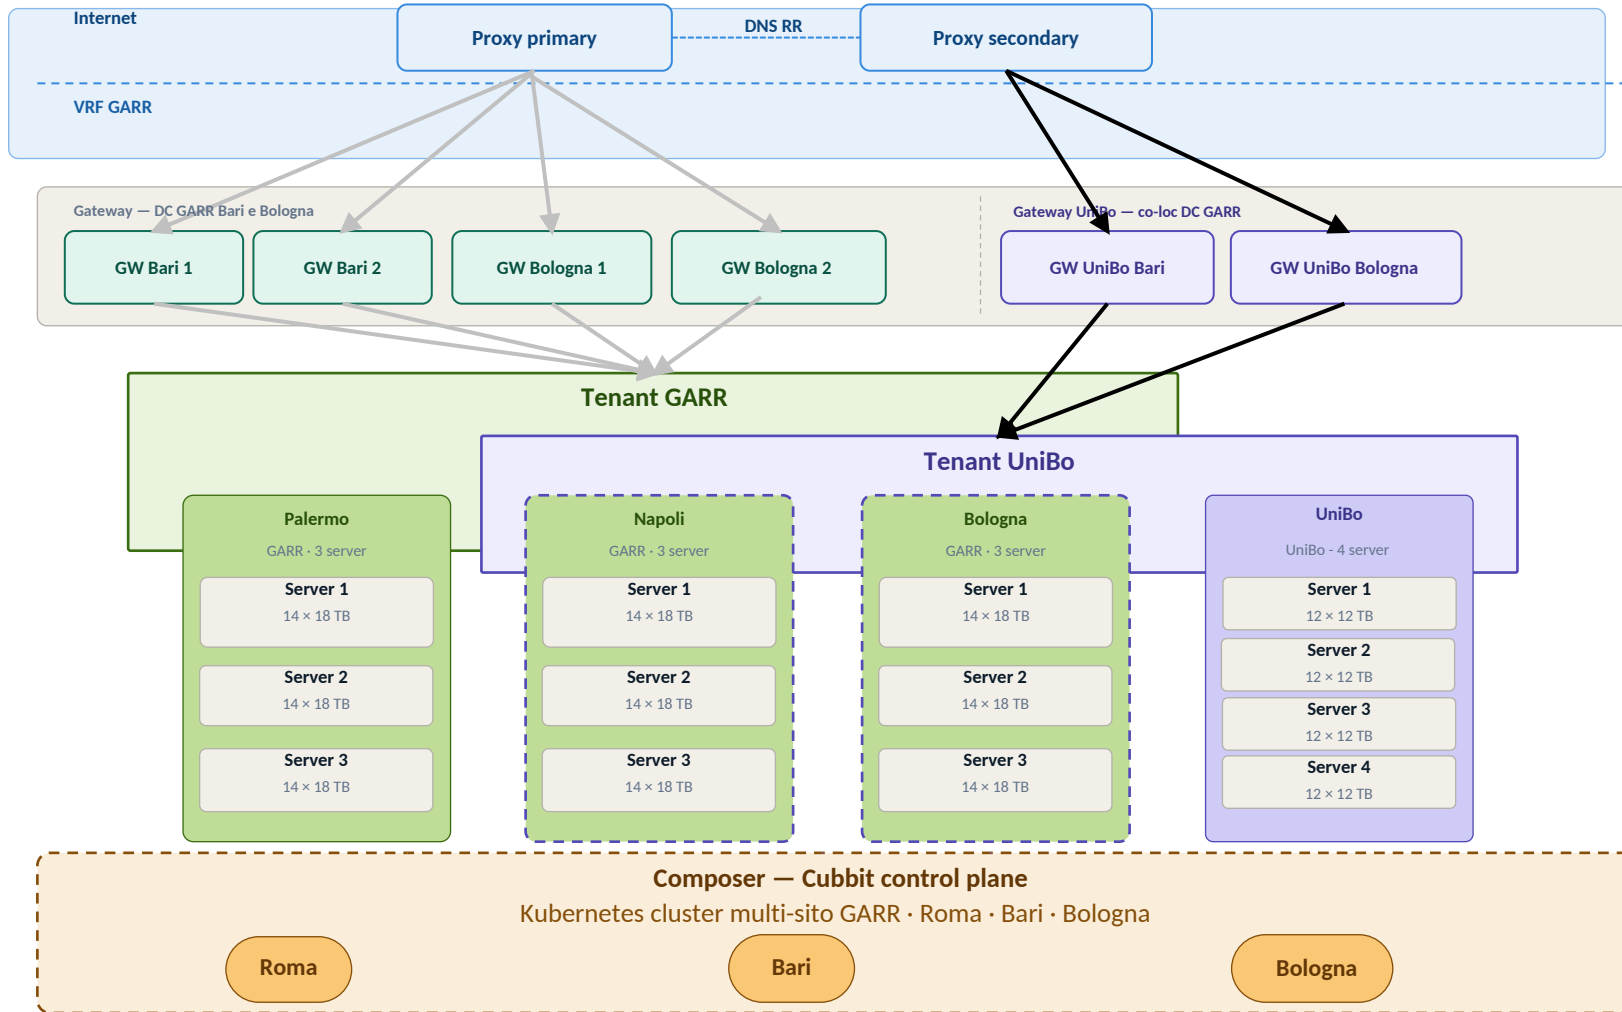 Internet
Proxy primary
DNS RR
Proxy secondary
VRF GARR
Gateway — DC GARR Bari e Bologna
Gateway UniBo — co-loc DC GARR
GW Bari 1
GW Bari 2
GW Bologna 1
GW Bologna 2
GW UniBo Bari
GW UniBo Bologna
Tenant GARR
Tenant UniBo
Palermo
GARR · 3 server
Server 1
14 × 18 TB
Server 2
14 × 18 TB
Server 3
14 × 18 TB
Napoli
GARR · 3 server
Server 1
14 × 18 TB
Server 2
14 × 18 TB
Server 3
14 × 18 TB
Bologna
GARR · 3 server
Server 1
14 × 18 TB
Server 2
14 × 18 TB
Server 3
14 × 18 TB
UniBo
UniBo - 4 server
Server 1
12 × 12 TB
Server 2
12 × 12 TB
Server 3
12 × 12 TB
Server 4
12 × 12 TB
Composer — Cubbit control plane
Kubernetes cluster multi-sito GARR · Roma · Bari · Bologna
Roma
Bari
Bologna